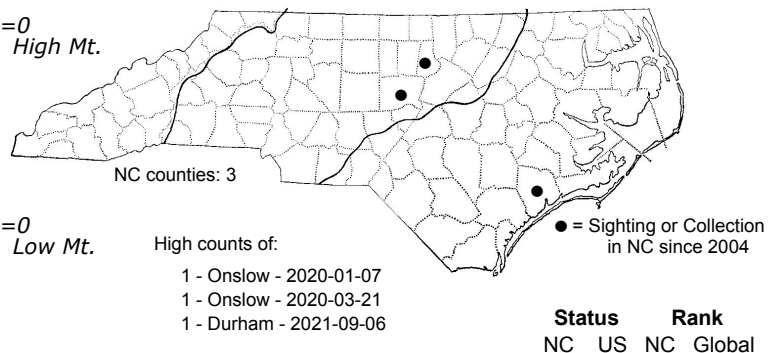 =0
High Mt.
NC counties: 3
=0
Low Mt.
High counts of:
1 - Onslow - 2020-01-07
1 - Onslow - 2020-03-21
1 - Durham - 2021-09-06
● = Sighting or Collection
in NC since 2004
Status Rank
NC US NC Global